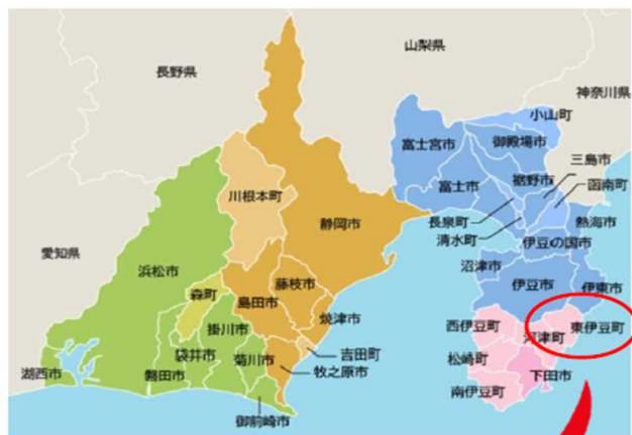 山梨県
長野県
神奈川県
小山町
富士宮市
御殿場市
三島市
裾野市
函南町
富士市
川根本町
長泉町
熱海市
静岡市
清水町
伊豆の国市
愛知県
沼津市
浜松市
藤枝市
伊豆市
伊東市
森町
島田市
焼津市
掛川市
西伊豆町
東伊豆町
河津町
袋井市
菊川市
吉田町
松崎町
湖西市
磐田市
牧之原市
下田市
南伊豆町
御前崎市